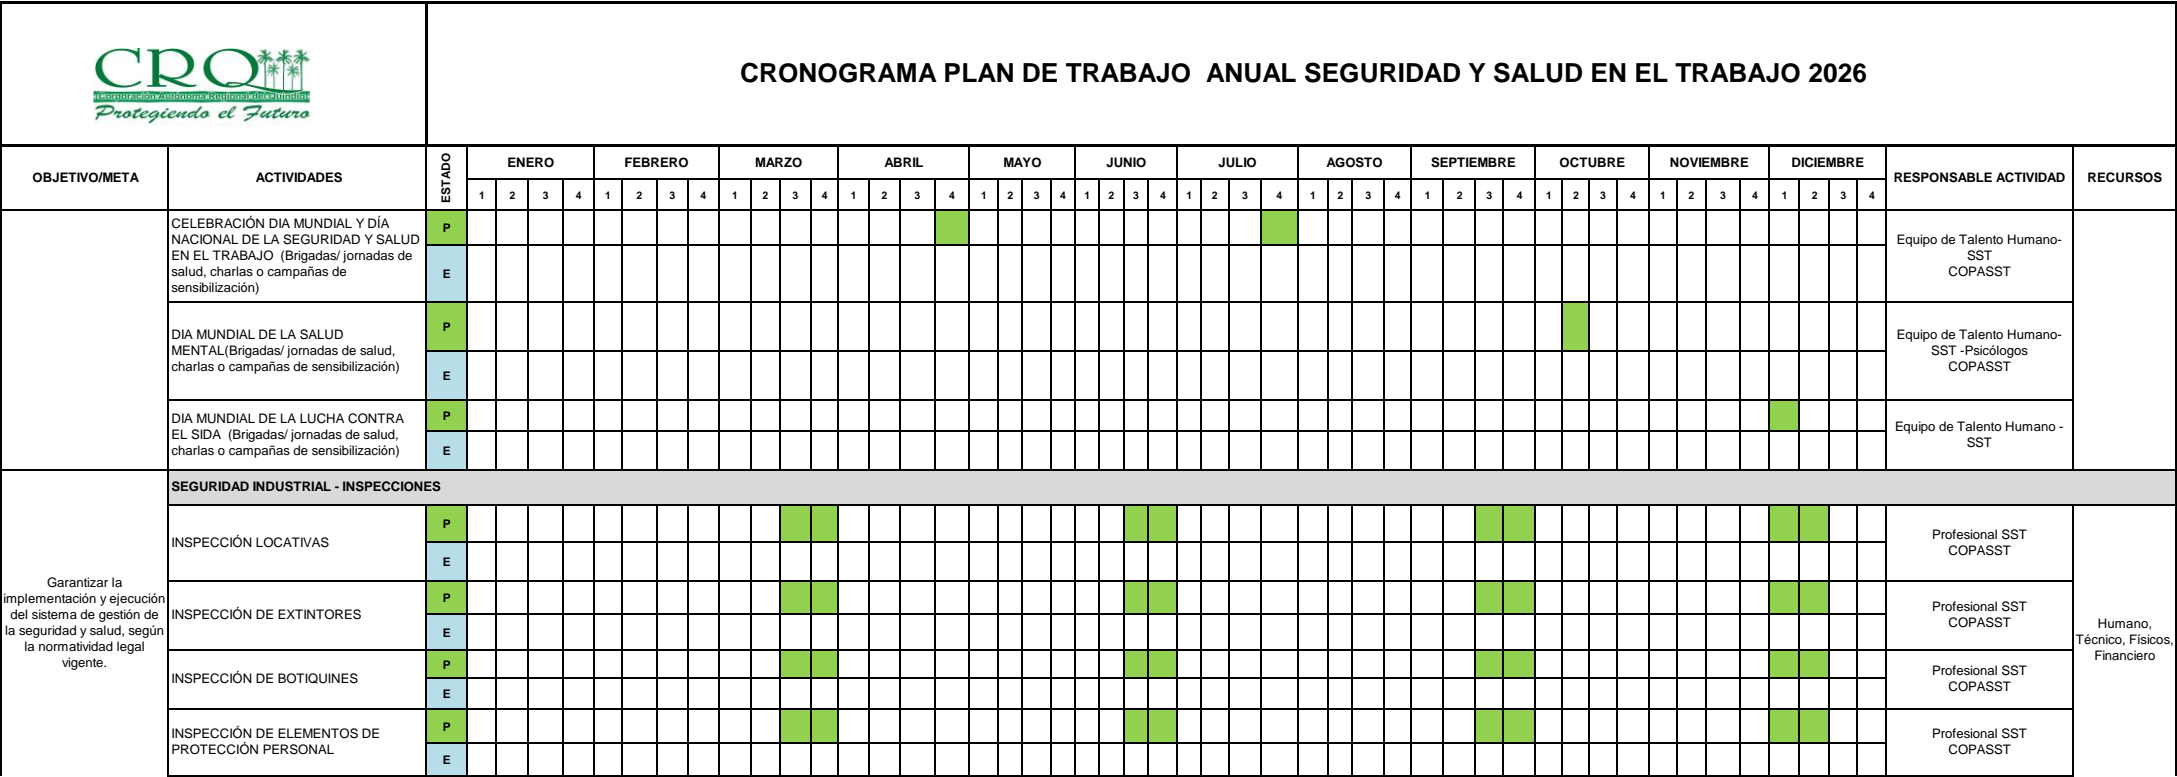 CRQ
Corporación Autónoma Regional del Quindío
Protegiendo el Futuro
CRONOGRAMA PLAN DE TRABAJO  ANUAL SEGURIDAD Y SALUD EN EL TRABAJO 2026
OBJETIVO/META
ACTIVIDADES
ESTADO
ENERO
FEBRERO
MARZO
ABRIL
MAYO
JUNIO
JULIO
AGOSTO
SEPTIEMBRE
OCTUBRE
NOVIEMBRE
DICIEMBRE
RESPONSABLE ACTIVIDAD
RECURSOS
1 2 3 4 1 2 3 4 1 2 3 4 1 2 3 4 1 2 3 4 1 2 3 4 1 2 3 4 1 2 3 4 1 2 3 4 1 2 3 4 1 2 3 4 1 2 3 4
CELEBRACIÓN DIA MUNDIAL Y DÍA
NACIONAL DE LA SEGURIDAD Y SALUD
EN EL TRABAJO  (Brigadas/ jornadas de
salud, charlas o campañas de
sensibilización)
P
E
Equipo de Talento Humano-
SST
COPASST
DIA MUNDIAL DE LA SALUD
MENTAL(Brigadas/ jornadas de salud,
charlas o campañas de sensibilización)
P
E
Equipo de Talento Humano-
SST -Psicólogos
COPASST
DIA MUNDIAL DE LA LUCHA CONTRA
EL SIDA  (Brigadas/ jornadas de salud,
charlas o campañas de sensibilización)
P
E
Equipo de Talento Humano -
SST
Garantizar la
implementación y ejecución
del sistema de gestión de
la seguridad y salud, según
la normatividad legal
vigente.
SEGURIDAD INDUSTRIAL - INSPECCIONES
INSPECCIÓN LOCATIVAS
P
E
Profesional SST
COPASST
INSPECCIÓN DE EXTINTORES
P
E
Profesional SST
COPASST
INSPECCIÓN DE BOTIQUINES
P
E
Profesional SST
COPASST
INSPECCIÓN DE ELEMENTOS DE
PROTECCIÓN PERSONAL
P
E
Profesional SST
COPASST
Humano,
Técnico, Físicos,
Financiero